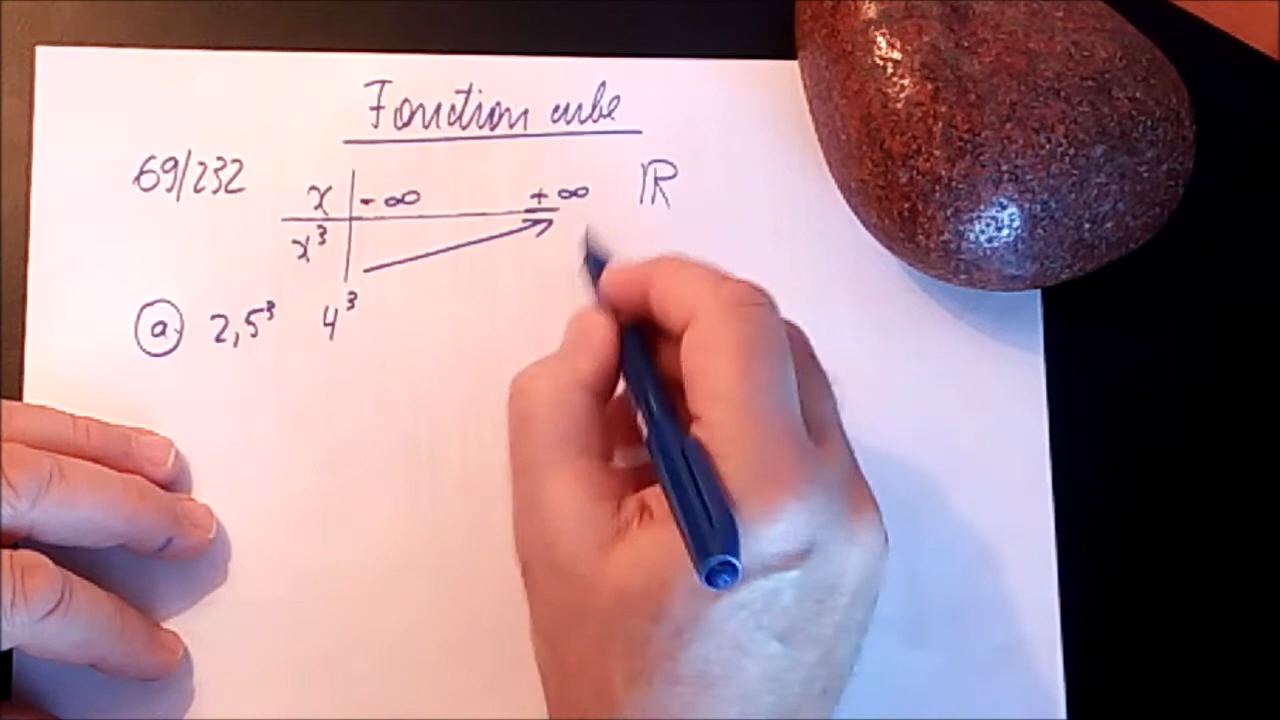 Fonction cube
69/232
x - ∞ + ∞ ℝ
x³
a 2,5³ 4³